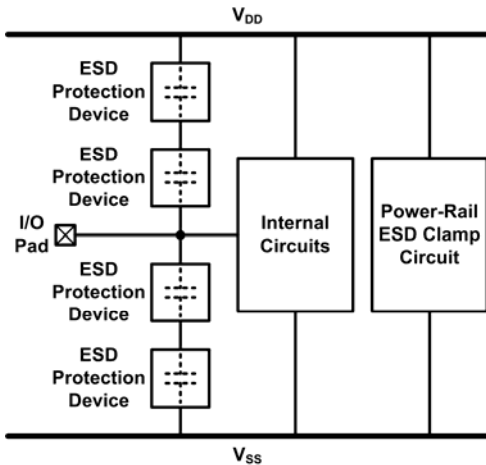 VDD
ESD
Protection
Device
ESD
Protection
Device
I/O
Pad
Internal
Circuits
Power-Rail
ESD Clamp
Circuit
ESD
Protection
Device
ESD
Protection
Device
VSS